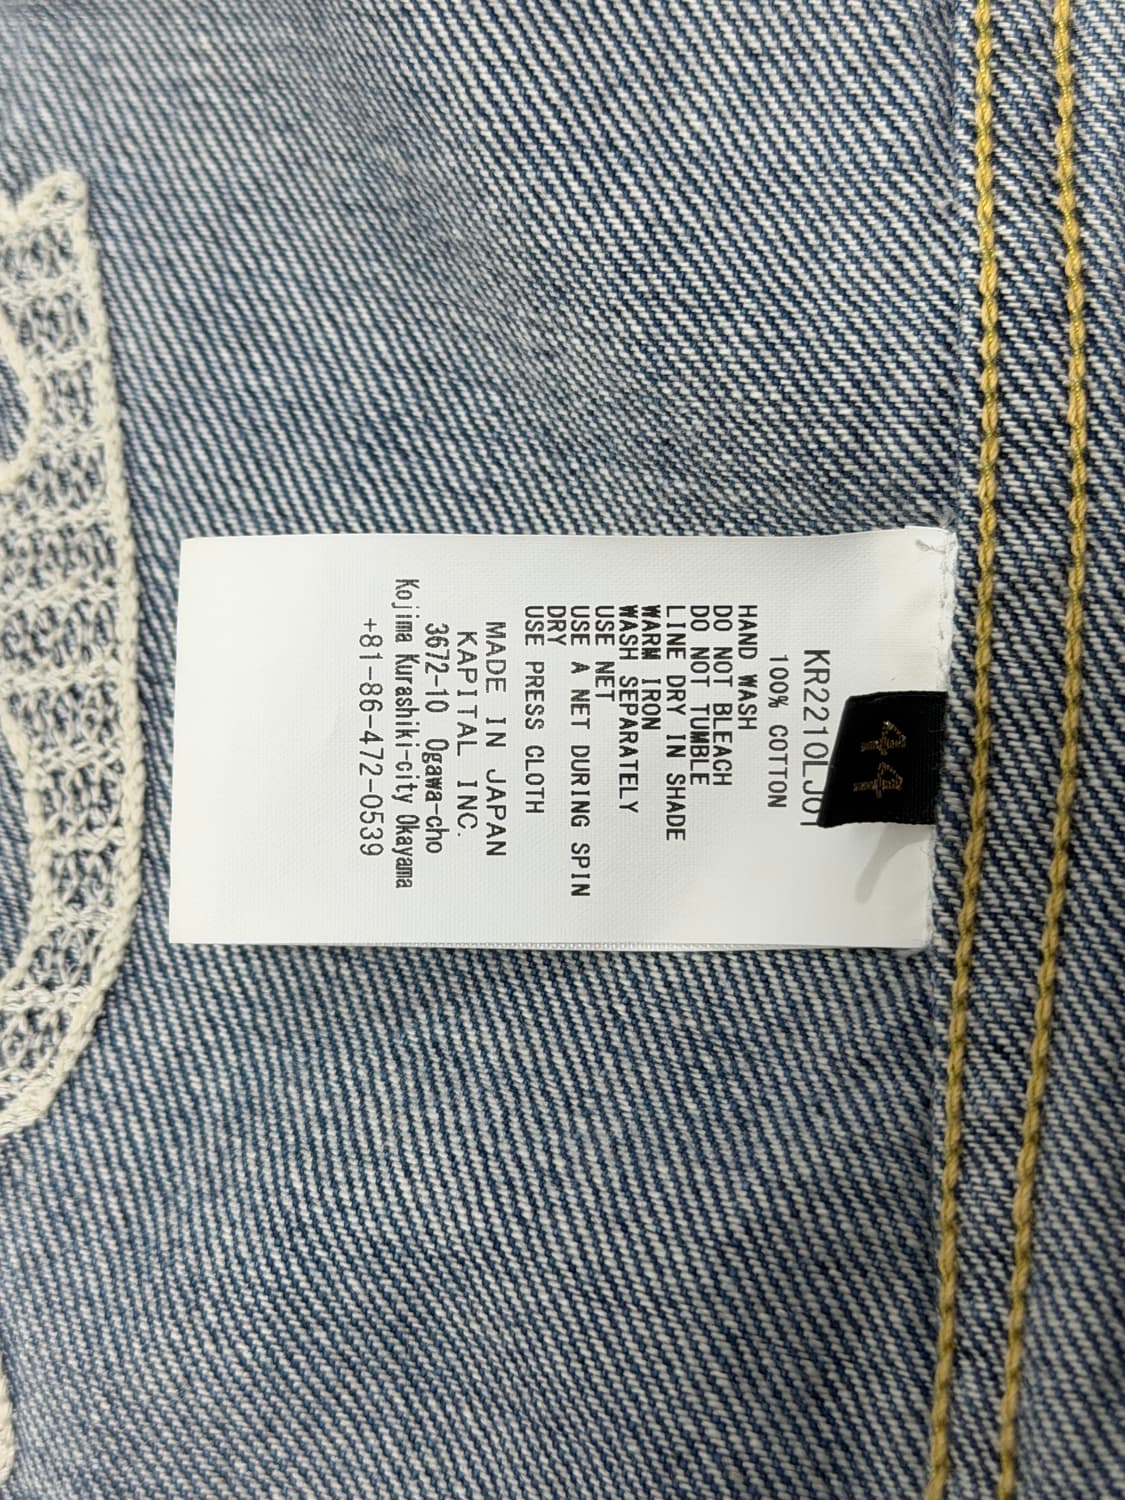 44
KR2210LJ01
100% COTTON
HAND WASH
DO NOT BLEACH
DO NOT TUMBLE
LINE DRY IN SHADE
WARM IRON
WASH SEPARATELY
USE NET
USE A NET DURING SPIN
DRY
USE PRESS CLOTH
MADE IN JAPAN
KAPITAL INC.
3672-10 Ogawa-cho
Kojima Kurashiki-city Okayama
+81-86-472-0539